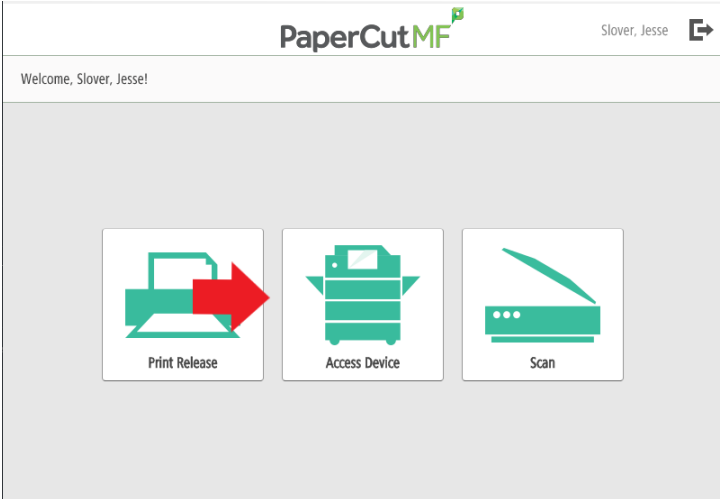 PaperCutMF
Slover, Jesse
Welcome, Slover, Jesse!
Print Release
Access Device
Scan